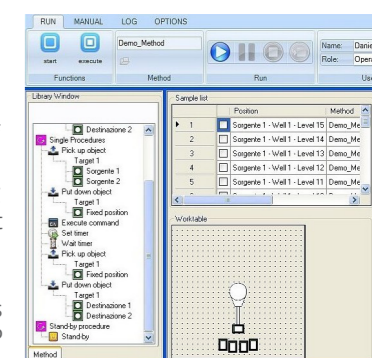 RUN MANUAL LOG OPTIONS
start execute
Functions
Demo_Method
Method
Run
Name: Danie
Role: Opera
Use
Library Window
Destinazione 2
Single Procedures
Pick up object
Target 1
Sorgente 1
Sorgente 2
Put down object
Target 1
Fixed position
Execute command
Set timer
Wait timer
Pick up object
Target 1
Fixed position
Put down object
Target 1
Destinazione 1
Destinazione 2
Stand-by procedure
Stand-by
Method
Sample list
Position Method
1 Sorgente 1 - Well 1 - Level 15 Demo_Me
2 Sorgente 1 - Well 1 - Level 14 Demo_Me
3 Sorgente 1 - Well 1 - Level 13 Demo_Me
4 Sorgente 1 - Well 1 - Level 12 Demo_Me
5 Sorgente 1 - Well 1 - Level 11 Demo_Me
Worktable